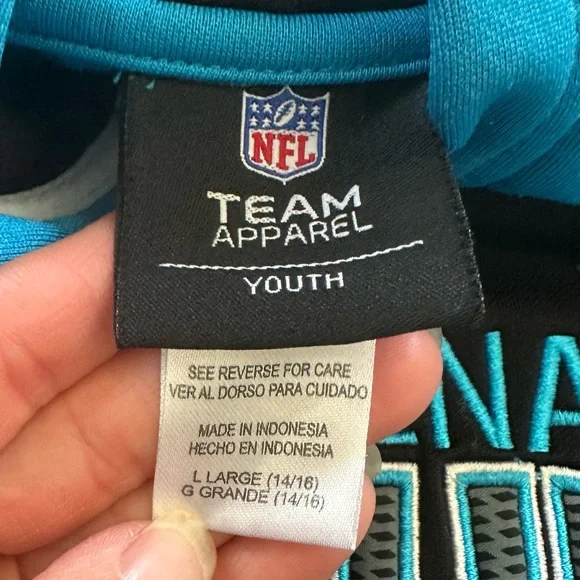 NFL
TEAM
APPAREL
YOUTH
SEE REVERSE FOR CARE
VER AL DORSO PARA CUIDADO
MADE IN INDONESIA
HECHO EN INDONESIA
L LARGE (14/16)
G GRANDE (14/16)
ENA